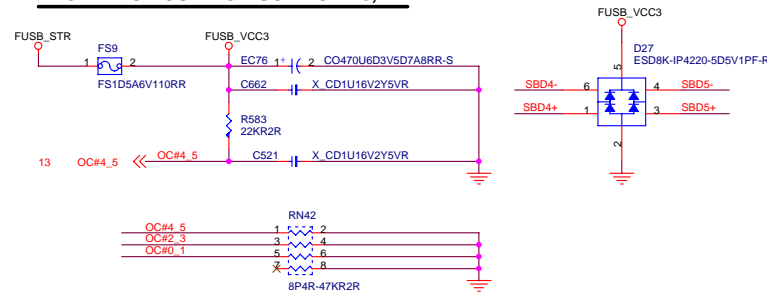 FUSB_STR
FS9
1
2
FS1D5A6V110RR
FUSB_VCC3
EC76
1
+
2
CO470U6D3V5D7A8RR-S
C662
X_CD1U16V2Y5VR
R583
22KR2R
13
OC#4_5
OC#4_5
C521
X_CD1U16V2Y5VR
FUSB_VCC3
D27
ESD8K-IP4220-5D5V1PF-R
5
SBD4-
6
4
SBD5-
SBD4+
1
3
SBD5+
2
RN42
OC#4_5
1
2
OC#2_3
3
4
OC#0_1
5
6
7
8
8P4R-47KR2R